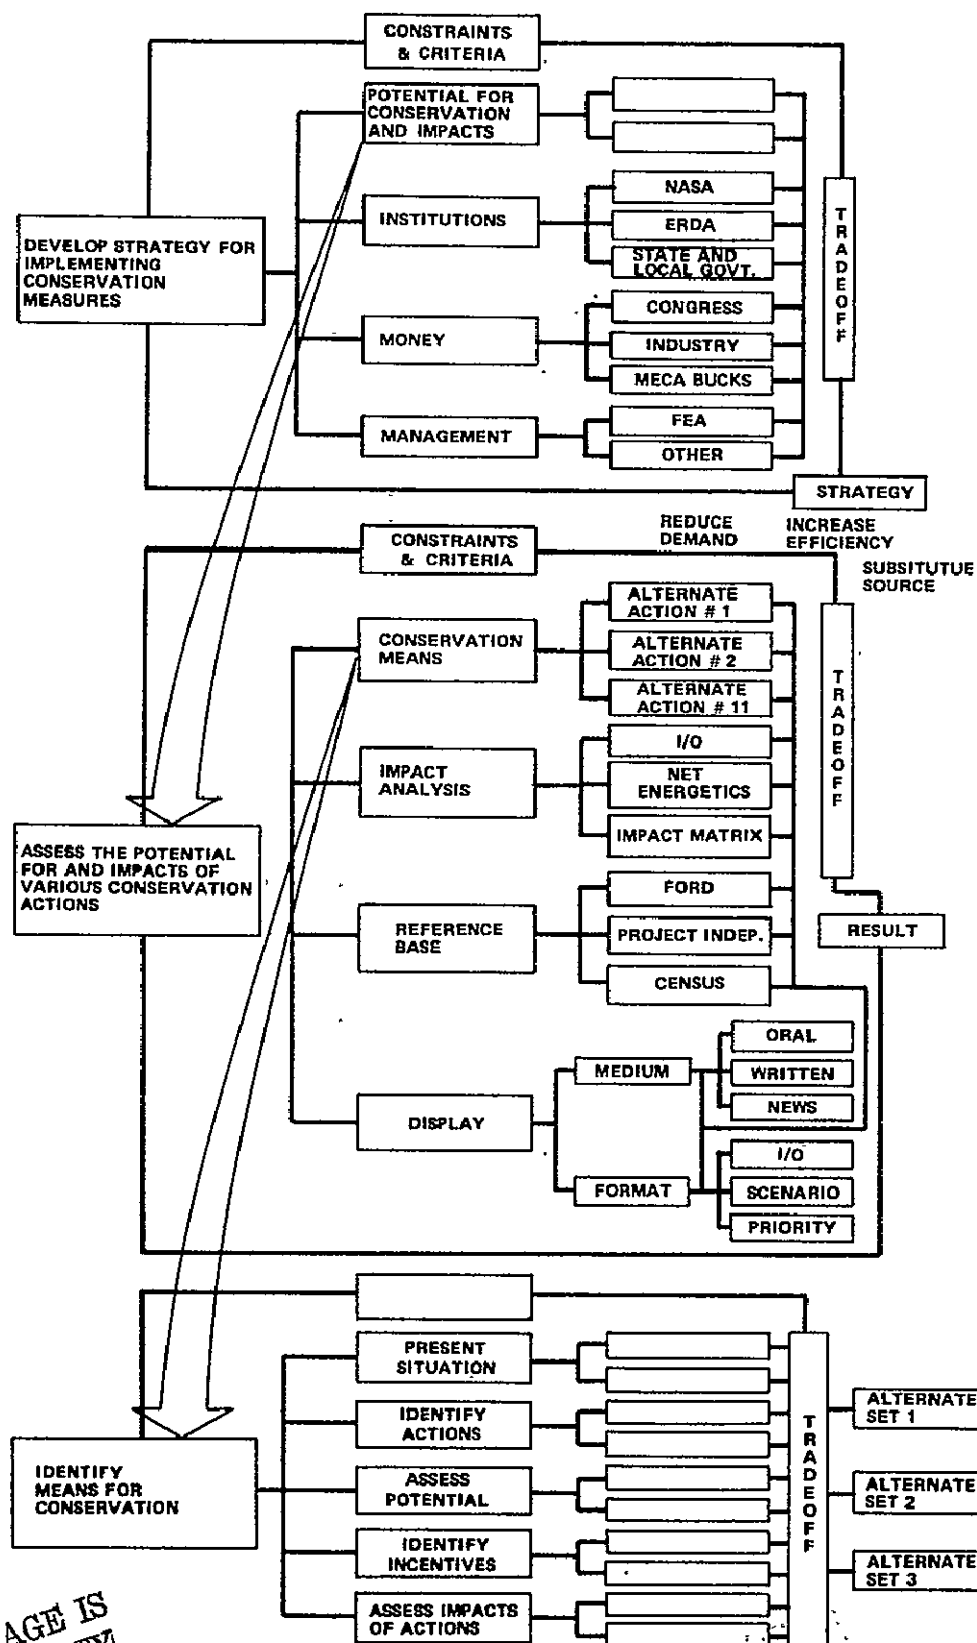 CONSTRAINTS
& CRITERIA
POTENTIAL FOR
CONSERVATION
AND IMPACTS
NASA
INSTITUTIONS
ERDA
STATE AND
LOCAL GOVT.
DEVELOP STRATEGY FOR
IMPLEMENTING
CONSERVATION
MEASURES
TRADEOFF
CONGRESS
MONEY
INDUSTRY
MECA BUCKS
FEA
MANAGEMENT
OTHER
STRATEGY
CONSTRAINTS
& CRITERIA
REDUCE
DEMAND
INCREASE
EFFICIENCY
SUBSITUTUE
SOURCE
ALTERNATE
ACTION # 1
CONSERVATION
MEANS
ALTERNATE
ACTION # 2
ALTERNATE
ACTION # 11
TRADEOFF
I/O
IMPACT
ANALYSIS
NET
ENERGETICS
IMPACT MATRIX
ASSESS THE POTENTIAL
FOR AND IMPACTS OF
VARIOUS CONSERVATION
ACTIONS
FORD
REFERENCE
BASE
PROJECT INDEP.
RESULT
CENSUS
ORAL
MEDIUM
WRITTEN
NEWS
DISPLAY
I/O
FORMAT
SCENARIO
PRIORITY
PRESENT
SITUATION
IDENTIFY
ACTIONS
ALTERNATE
SET 1
TRADEOFF
IDENTIFY
MEANS FOR
CONSERVATION
ASSESS
POTENTIAL
ALTERNATE
SET 2
IDENTIFY
INCENTIVES
ALTERNATE
SET 3
ASSESS IMPACTS
OF ACTIONS
AGE IS